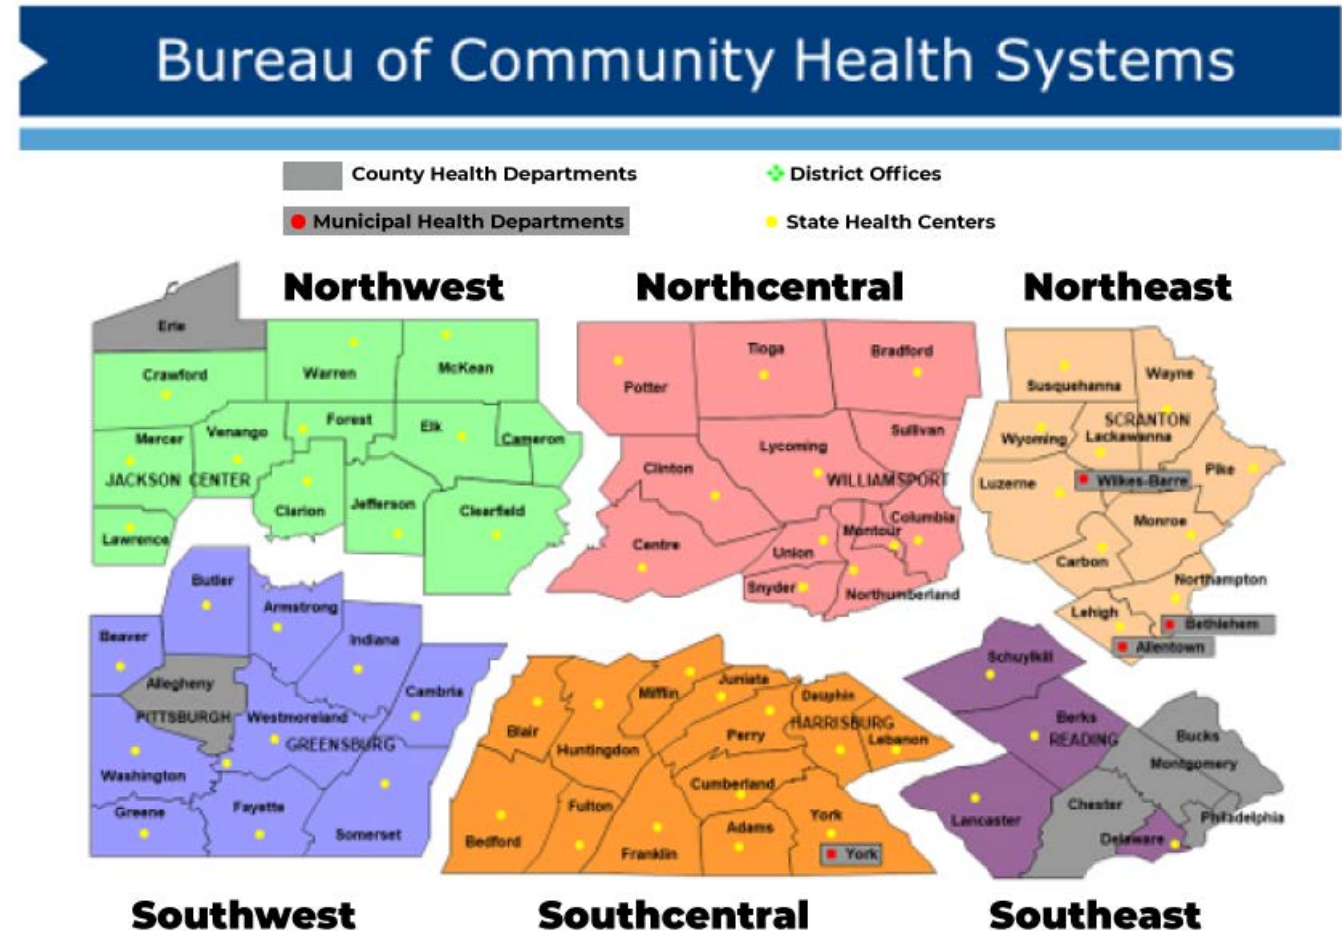 Bureau of Community Health Systems
County Health Departments
District Offices
Municipal Health Departments
State Health Centers
Northwest
Northcentral
Northeast
Erie
Crawford
Warren
McKean
Mercer
Venango
Forest
Elk
Cameron
JACKSON CENTER
Clarion
Jefferson
Clearfield
Lawrence
Potter
Tioga
Bradford
Clinton
Lycoming
Sullivan
WILLIAMSPORT
Centre
Union
Montour
Columbia
Snyder
Northumberland
Susquehanna
Wayne
SCRANTON
Wyoming
Lackawanna
Luzerne
Wilkes-Barre
Pike
Monroe
Carbon
Northampton
Lehigh
Bethlehem
Allentown
Butler
Armstrong
Beaver
Indiana
Allegheny
Cambria
PITTSBURGH
Westmoreland
GREENSBURG
Washington
Greene
Fayette
Somerset
Blair
Huntingdon
Mifflin
Juniata
Dauphin
HARRISBURG
Perry
Lebanon
Cumberland
Bedford
Fulton
Franklin
Adams
York
York
Schuylkill
Berks
READING
Bucks
Montgomery
Lancaster
Chester
Philadelphia
Delaware
Southwest
Southcentral
Southeast